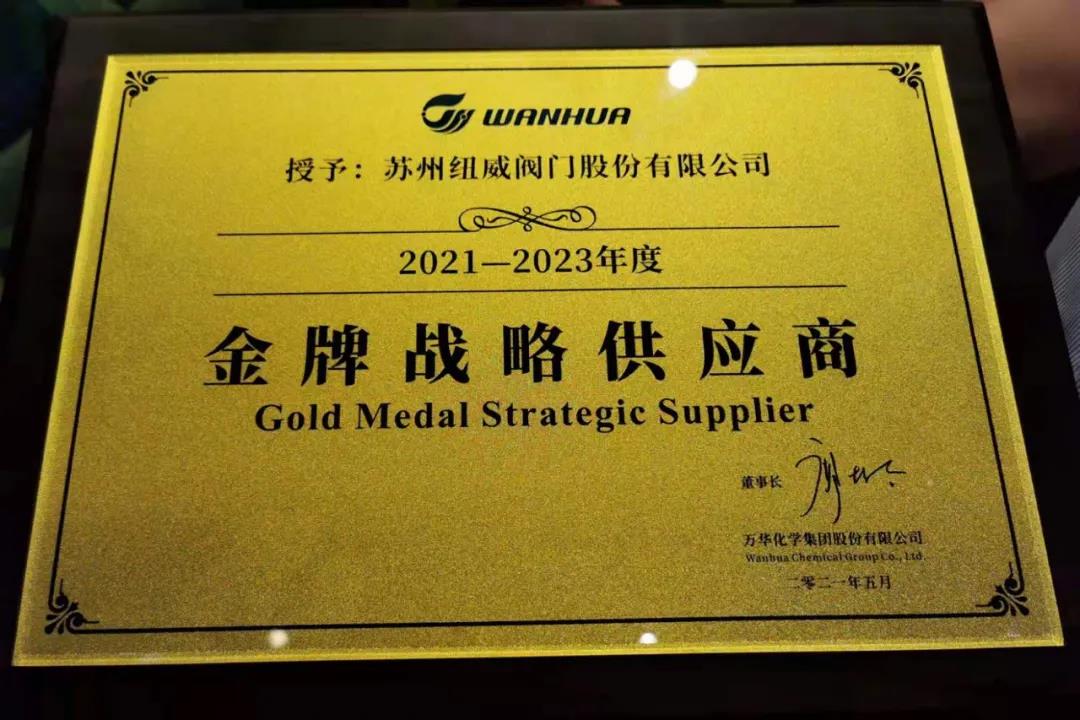 WANHUA
授予：苏州纽威阀门股份有限公司
2021—2023年度
金牌战略供应商
Gold Medal Strategic Supplier
董事长
万华化学集团股份有限公司
Wanhua Chemical Group Co., Ltd.
二零二一年五月